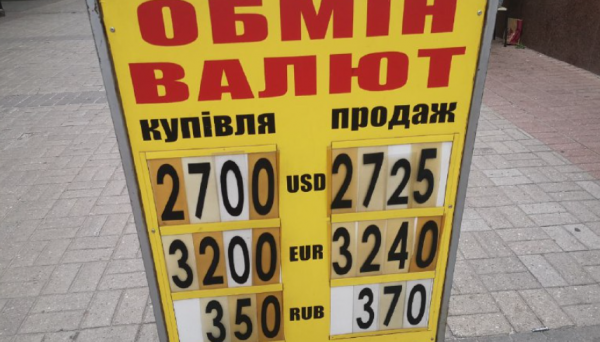 ОБМІН
ВАЛЮТ
купівля продаж
2700 USD 2725
3200 EUR 3240
350 RUB 370